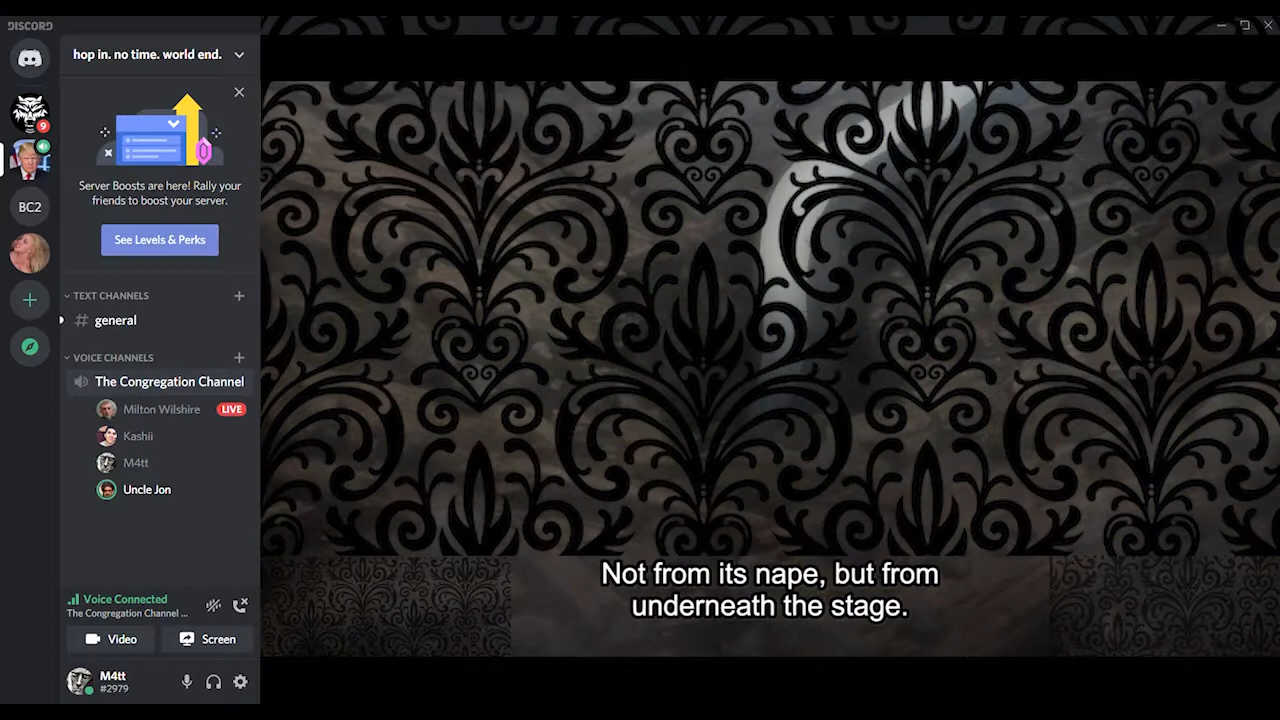 DISCORD
hop in. no time. world end.
9
BC2
Server Boosts are here! Rally your
friends to boost your server.
See Levels & Perks
TEXT CHANNELS
# general
VOICE CHANNELS
The Congregation Channel
Milton Wilshire LIVE
Kashii
M4tt
Uncle Jon
Voice Connected
The Congregation Channel ...
Video Screen
M4tt
#2979
Not from its nape, but from
underneath the stage.